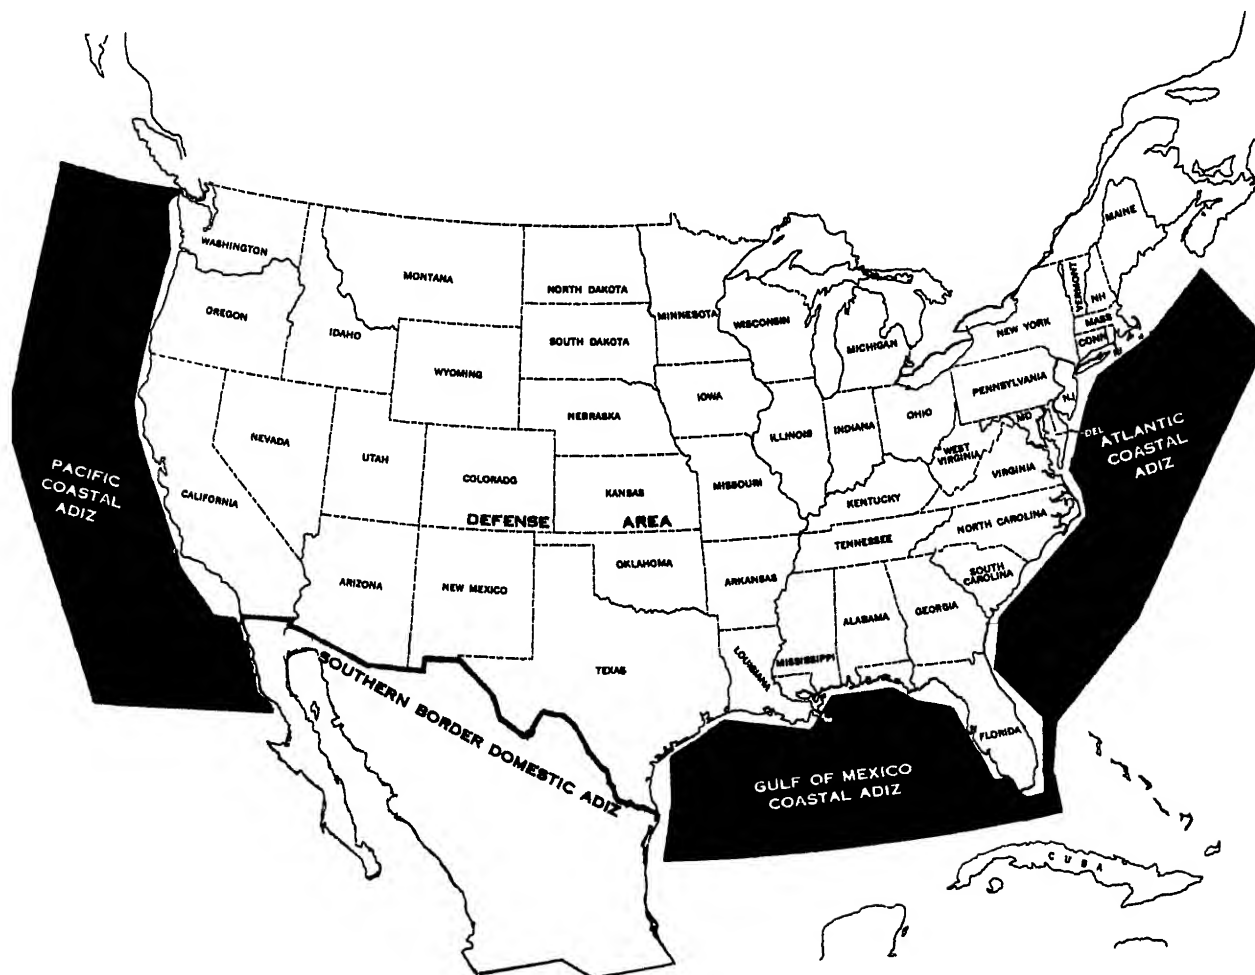 MAINE
WASHINGTON
MONTANA
NORTH DAKOTA
MINNESOTA
VERMONT
NH
OREGON
IDAHO
SOUTH DAKOTA
WISCONSIN
MICHIGAN
NEW YORK
MASS
CONN
WYOMING
IOWA
PENNSYLVANIA
N.J.
NEBRASKA
ILLINOIS
INDIANA
OHIO
MD
DEL
NEVADA
UTAH
COLORADO
KANSAS
MISSOURI
WEST
VIRGINIA
VIRGINIA
ATLANTIC
COASTAL
ADIZ
PACIFIC
COASTAL
ADIZ
CALIFORNIA
KENTUCKY
DEFENSE AREA
NORTH CAROLINA
TENNESSEE
ARIZONA
NEW MEXICO
OKLAHOMA
ARKANSAS
SOUTH
CAROLINA
ALABAMA
GEORGIA
MISSISSIPPI
LOUISIANA
TEXAS
SOUTHERN BORDER DOMESTIC ADIZ
FLORIDA
GULF OF MEXICO
COASTAL ADIZ
CUBA